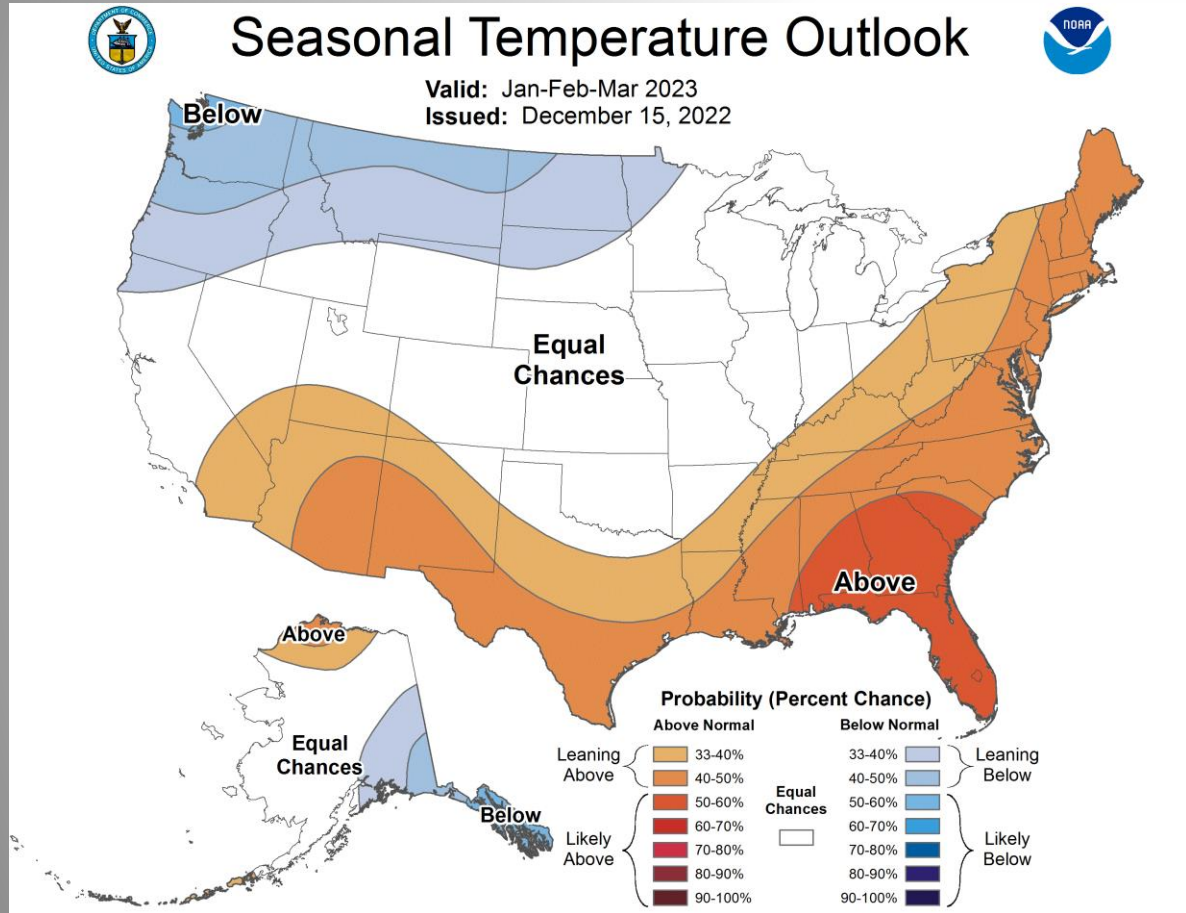 Seasonal Temperature Outlook
NOAA
Valid: Jan-Feb-Mar 2023
Issued: December 15, 2022
Below
Equal
Chances
Above
Above
Equal
Chances
Below
Probability (Percent Chance)
Above Normal
Below Normal
Leaning
Above
33-40%
40-50%
Likely
Above
50-60%
60-70%
70-80%
80-90%
90-100%
Equal
Chances
33-40%
40-50%
Leaning
Below
50-60%
60-70%
70-80%
80-90%
90-100%
Likely
Below